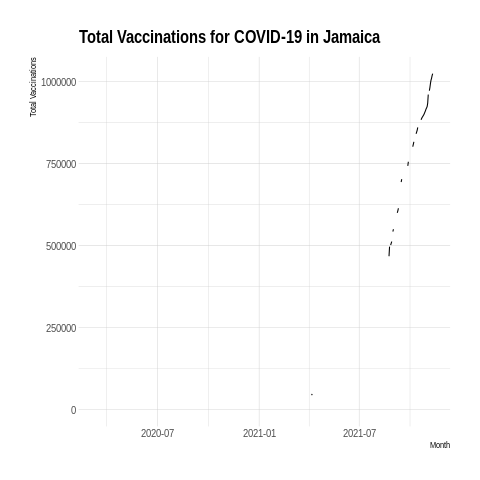 Total Vaccinations for COVID-19 in Jamaica
Total Vaccinations
1000000
750000
500000
250000
0
2020-07 2021-01 2021-07
Month